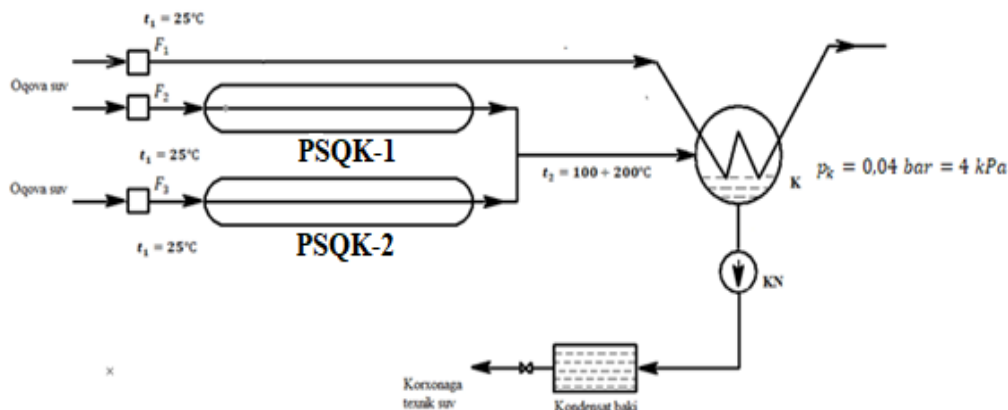 t₁ = 25℃
F₁
Oqova suv
F₂
PSQK-1
t₁ = 25℃
t₂ = 100 ÷ 200℃
K
pₖ = 0,04 bar = 4 kPa
Oqova suv
F₃
PSQK-2
t₁ = 25℃
KN
Korxonaga
texnik suv
Kondensat baki